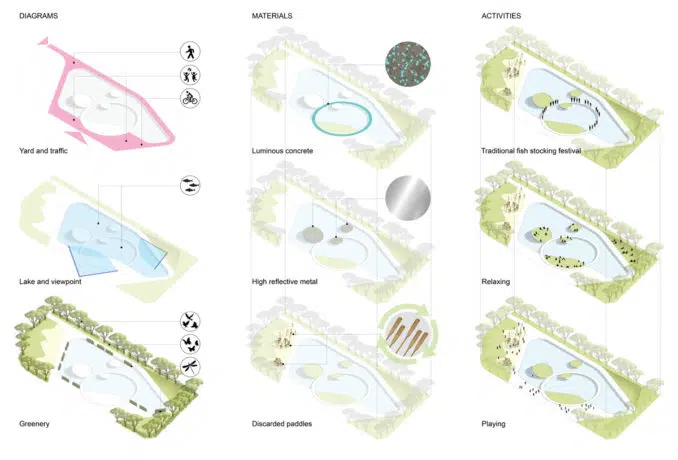 DIAGRAMS
MATERIALS
ACTIVITIES
Yard and traffic
Luminous concrete
Traditional fish stocking festival
Lake and viewpoint
High reflective metal
Relaxing
Greenery
Discarded paddles
Playing